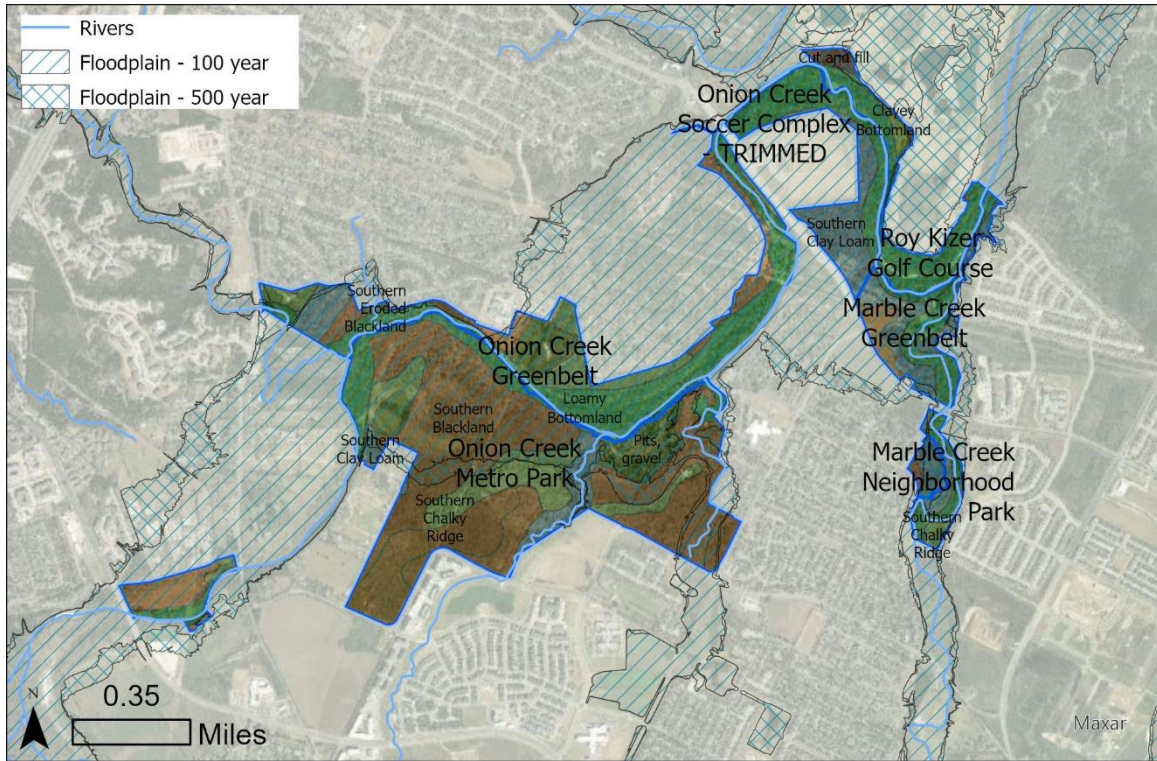 Rivers
Floodplain - 100 year
Floodplain - 500 year
Cut and fill
Onion Creek
Soccer Complex
- TRIMMED
Clayey
Bottomland
Southern
Clay Loam
Roy Kizer
Golf Course
Marble Creek
Greenbelt
Southern
Eroded
Blackland
Onion Creek
Greenbelt
Loamy
Bottomland
Southern
Blackland
Southern
Clay Loam
Onion Creek
Metro Park
Pits,
gravel
Southern
Chalky
Ridge
Marble Creek
Neighborhood
Park
Southern
Chalky
Ridge
N
0.35
Miles
Maxar